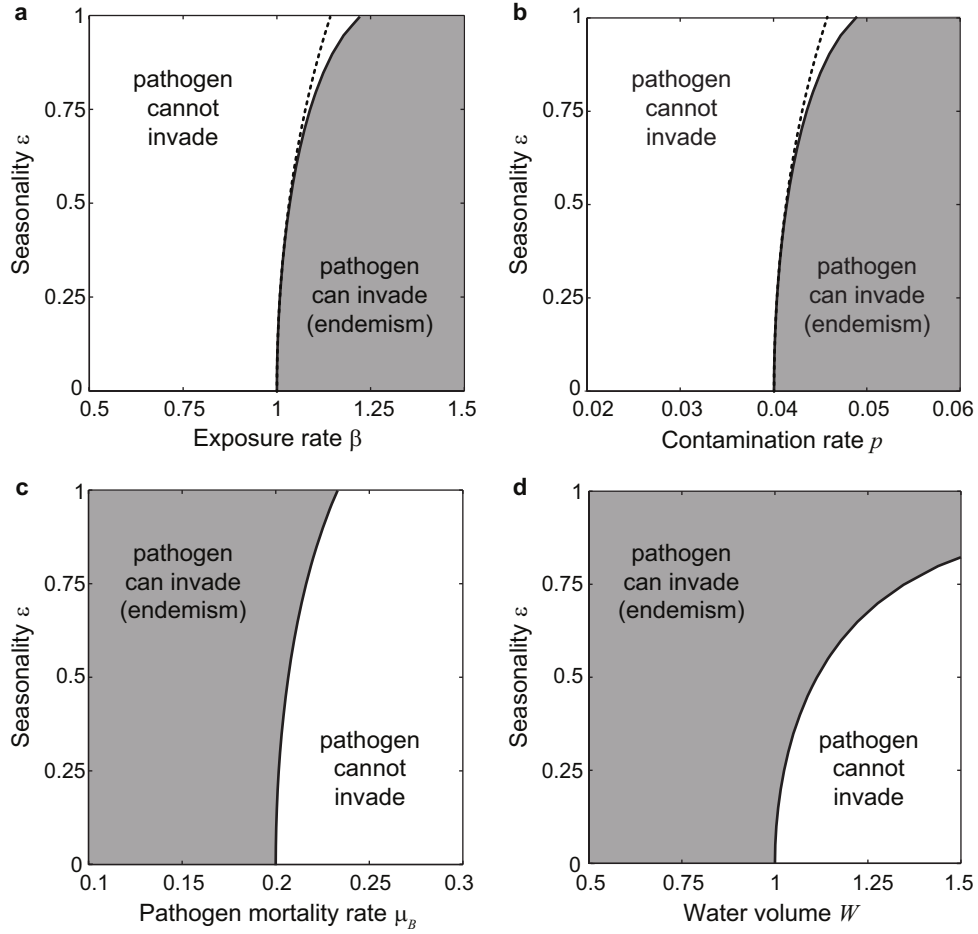 a
1
0.75
0.5
0.25
0
Seasonality ε
pathogen
cannot
invade
pathogen
can invade
(endemism)
0.5 0.75 1 1.25 1.5
Exposure rate β
b
1
0.75
0.5
0.25
0
Seasonality ε
pathogen
cannot
invade
pathogen
can invade
(endemism)
0.02 0.03 0.04 0.05 0.06
Contamination rate p
c
1
0.75
0.5
0.25
0
Seasonality ε
pathogen
can invade
(endemism)
pathogen
cannot
invade
0.1 0.15 0.2 0.25 0.3
Pathogen mortality rate μB
d
1
0.75
0.5
0.25
0
Seasonality ε
pathogen
can invade
(endemism)
pathogen
cannot
invade
0.5 0.75 1 1.25 1.5
Water volume W